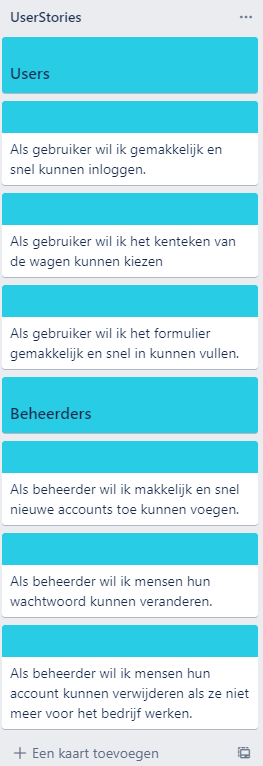 UserStories
Users
Als gebruiker wil ik gemakkelijk en
snel kunnen inloggen.
Als gebruiker wil ik het kenteken van
de wagen kunnen kiezen
Als gebruiker wil ik het formulier
gemakkelijk en snel in kunnen vullen.
Beheerders
Als beheerder wil ik makkelijk en snel
nieuwe accounts toe kunnen voegen.
Als beheerder wil ik mensen hun
wachtwoord kunnen veranderen.
Als beheerder wil ik mensen hun
account kunnen verwijderen als ze niet
meer voor het bedrijf werken.
Een kaart toevoegen